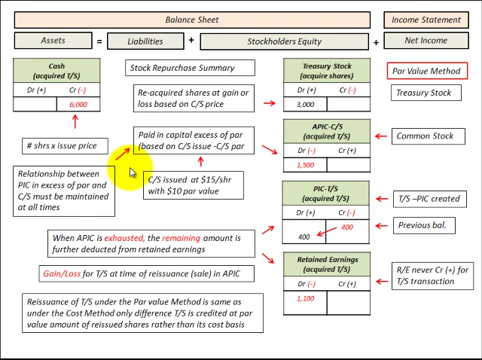 Balance Sheet
Income Statement
Assets
=
Liabilities
+
Stockholders Equity
+
Net Income
Cash
(acquired T/S)
Dr (+) Cr (-)
6,000
Stock Repurchase Summary
Treasury Stock
(acquire shares)
Dr (+) Cr (-)
3,000
Par Value Method
Treasury Stock
Re-acquired shares at gain or
loss based on C/S price
# shrs x issue price
Paid in capital excess of par
(based on C/S issue -C/S par
APIC-C/S
(acquired T/S)
Dr (-) Cr (+)
1,500
Common Stock
Relationship between
PIC in excess of par and
C/S must be maintained
at all times
C/S issued at $15/shr
with $10 par value
PIC-T/S
(acquired T/S)
Dr (+) Cr (-)
400
400
T/S –PIC created
Previous bal.
When APIC is exhausted, the remaining amount is
further deducted from retained earnings
Gain/Loss for T/S at time of reissuance (sale) in APIC
Retained Earnings
(acquired T/S)
Dr (-) Cr (+)
1,100
R/E never Cr (+) for
T/S transaction
Reissuance of T/S under the Par value Method is same as
under the Cost Method only difference T/S is credited at par
value amount of reissued shares rather than its cost basis